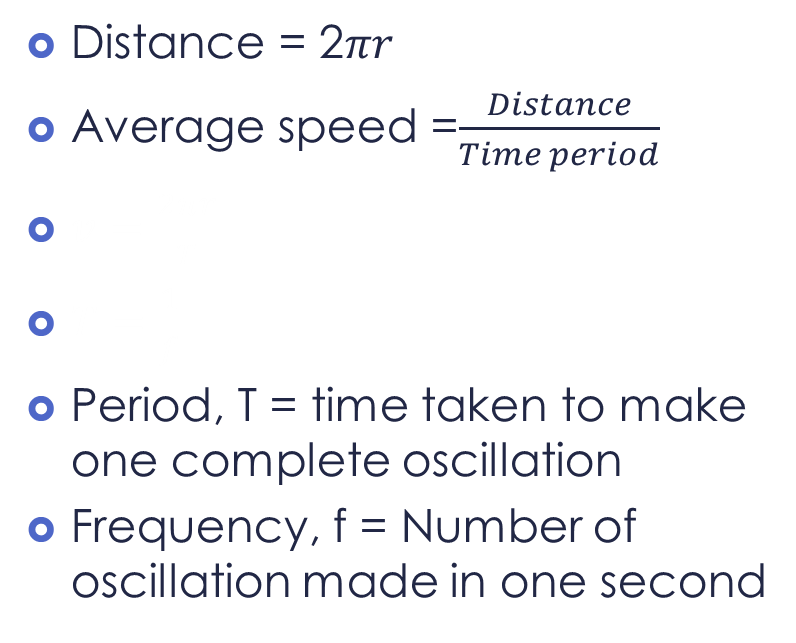 Distance = 2πr
Average speed = Distance / Time period
Period, T = time taken to make
one complete oscillation
Frequency, f = Number of
oscillation made in one second